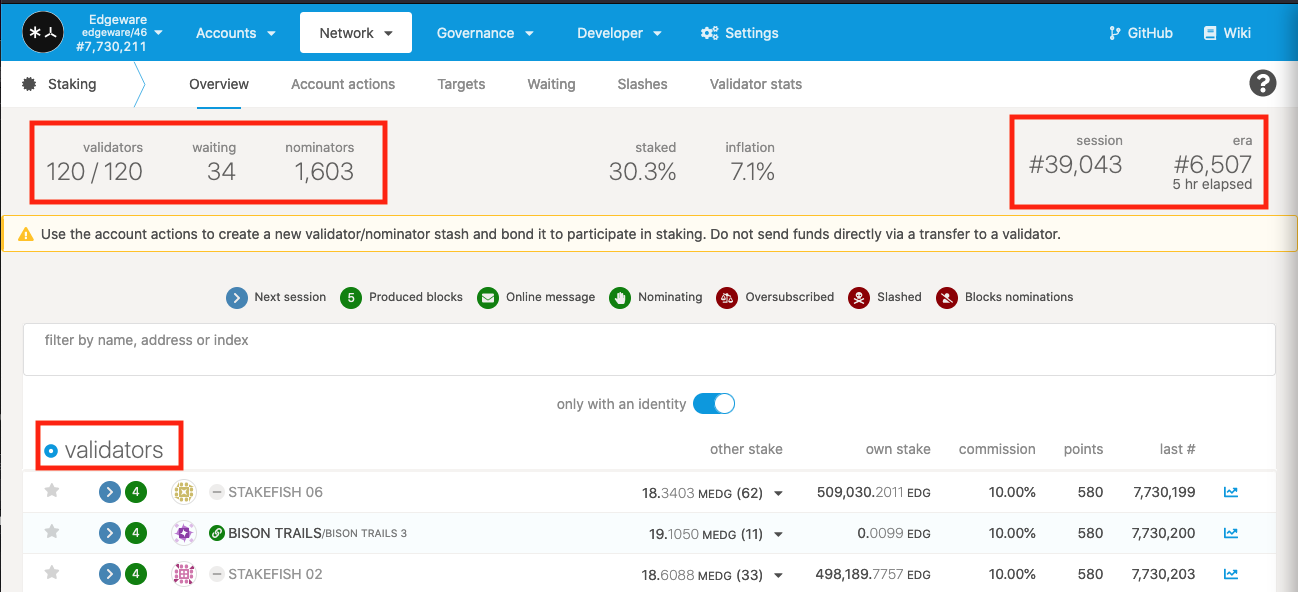 Edgeware
edgeware/46
#7,730,211
Accounts Network Governance Developer Settings GitHub Wiki
Staking Overview Account actions Targets Waiting Slashes Validator stats ?
validators waiting nominators staked inflation session era
120 / 120 34 1,603 30.3% 7.1% #39,043 #6,507
5 hr elapsed
Use the account actions to create a new validator/nominator stash and bond it to participate in staking. Do not send funds directly via a transfer to a validator.
Next session 5 Produced blocks Online message Nominating Oversubscribed Slashed Blocks nominations
filter by name, address or index
only with an identity
validators other stake own stake commission points last #
4 STAKEFISH 06 18.3403 MEDG (62) 509,030.2011 EDG 10.00% 580 7,730,199
4 BISON TRAILS/BISON TRAILS 3 19.1050 MEDG (11) 0.0099 EDG 10.00% 580 7,730,200
4 STAKEFISH 02 18.6088 MEDG (33) 498,189.7757 EDG 10.00% 580 7,730,203